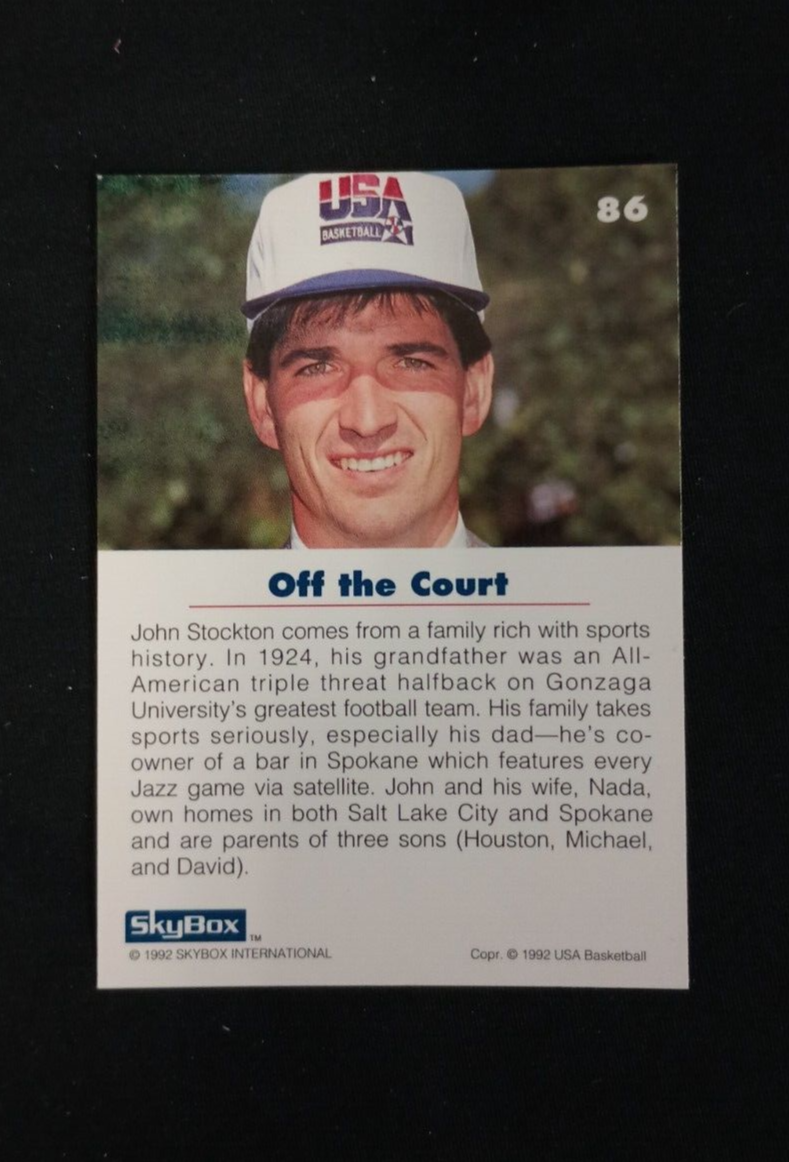 USA
BASKETBALL
86
Off the Court
John Stockton comes from a family rich with sports
history. In 1924, his grandfather was an All-
American triple threat halfback on Gonzaga
University's greatest football team. His family takes
sports seriously, especially his dad—he's co-
owner of a bar in Spokane which features every
Jazz game via satellite. John and his wife, Nada,
own homes in both Salt Lake City and Spokane
and are parents of three sons (Houston, Michael,
and David).
SkyBox TM
© 1992 SKYBOX INTERNATIONAL
Copr. © 1992 USA Basketball